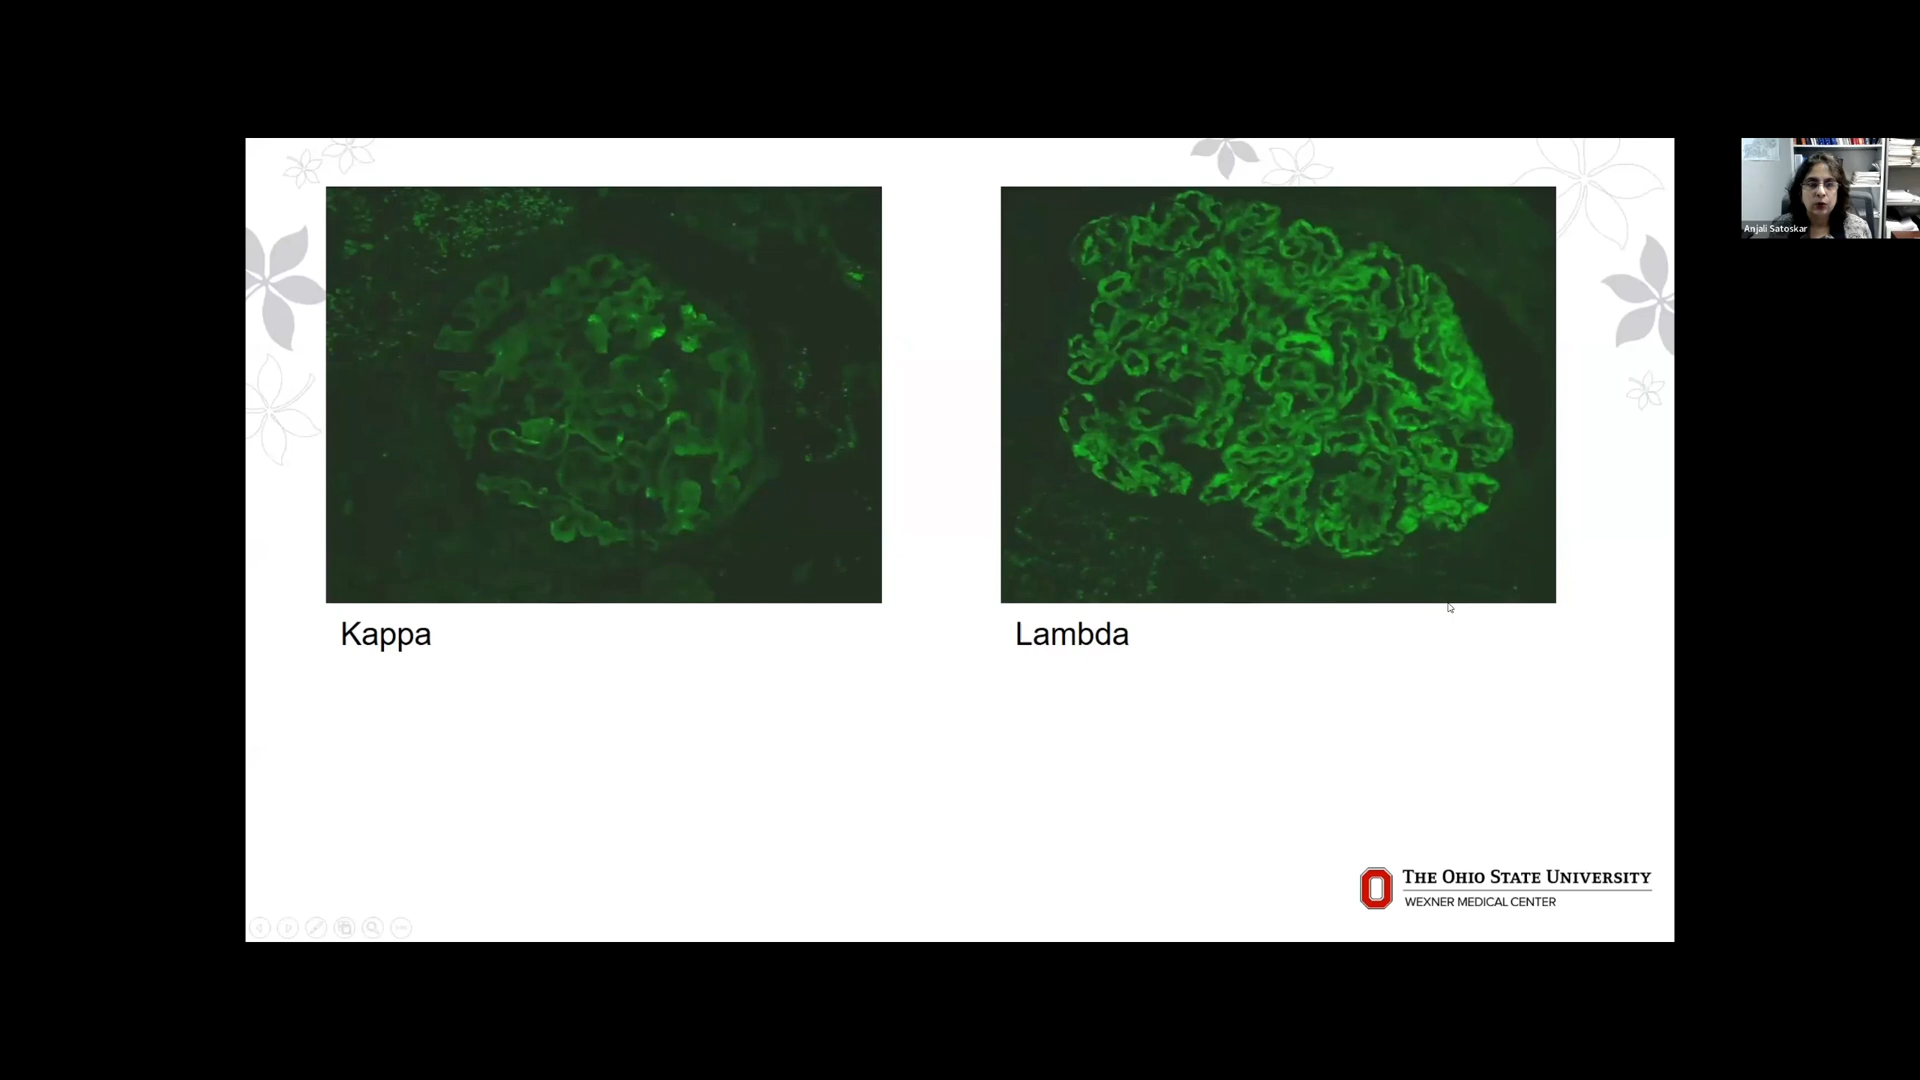 Anjali Satoskar
Kappa
Lambda
THE OHIO STATE UNIVERSITY
WEXNER MEDICAL CENTER